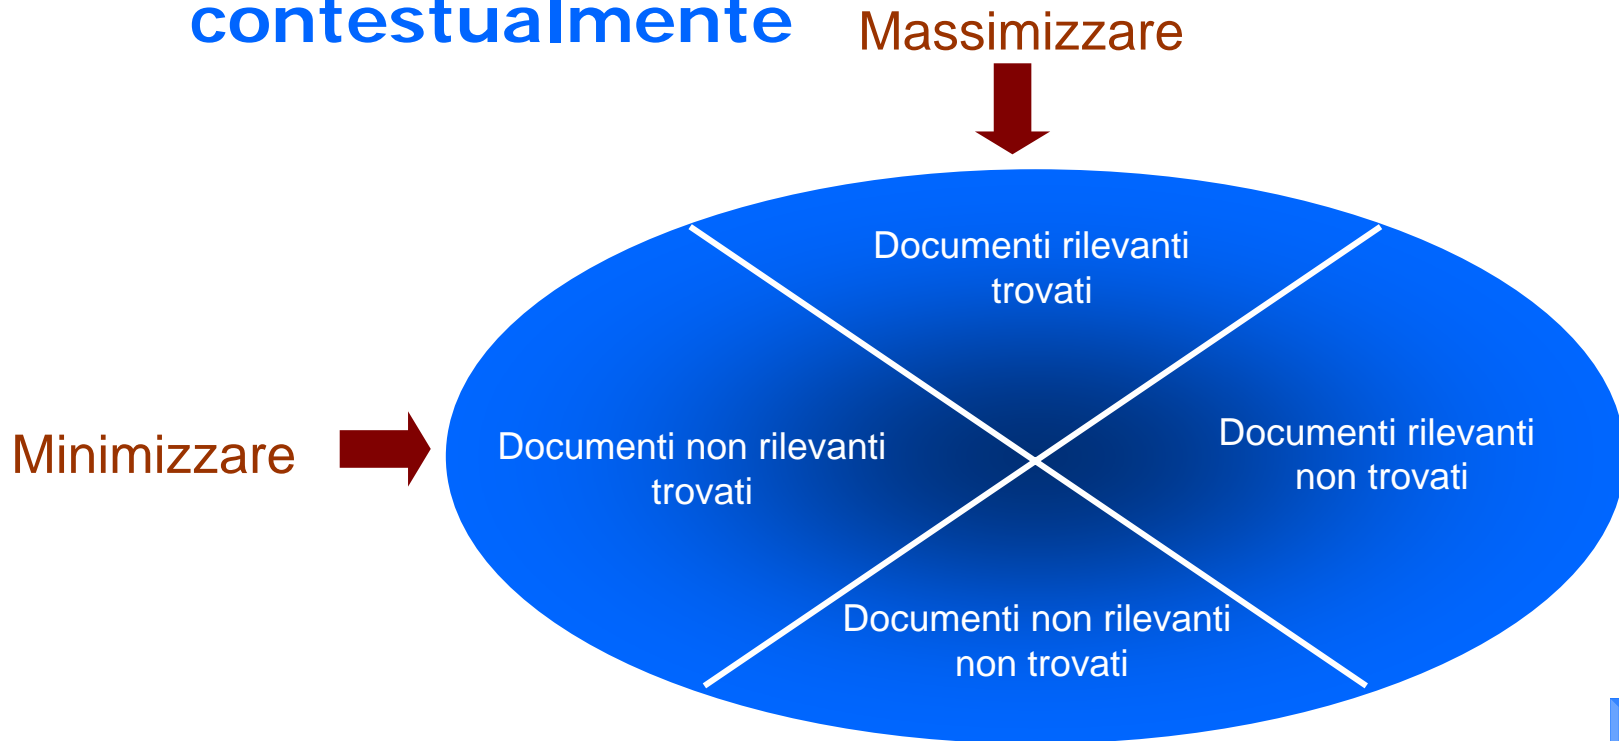 contestualmente
Massimizzare
Documenti rilevanti
trovati
Minimizzare
Documenti non rilevanti
trovati
Documenti rilevanti
non trovati
Documenti non rilevanti
non trovati